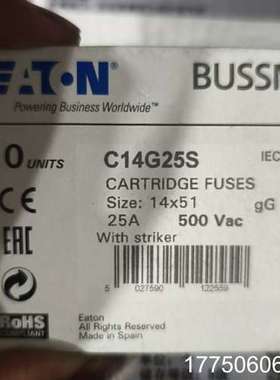 EATON
Powering Business Worldwide™
0 UNITS
C14G25S
IEC
CARTRIDGE FUSES
Size: 14x51 gG
25A 500 Vac
With striker
CE
EAC
5 027590 122559
Eaton
All Rights Reserved
Made in Spain
RoHS
COMPLIANT
17750606